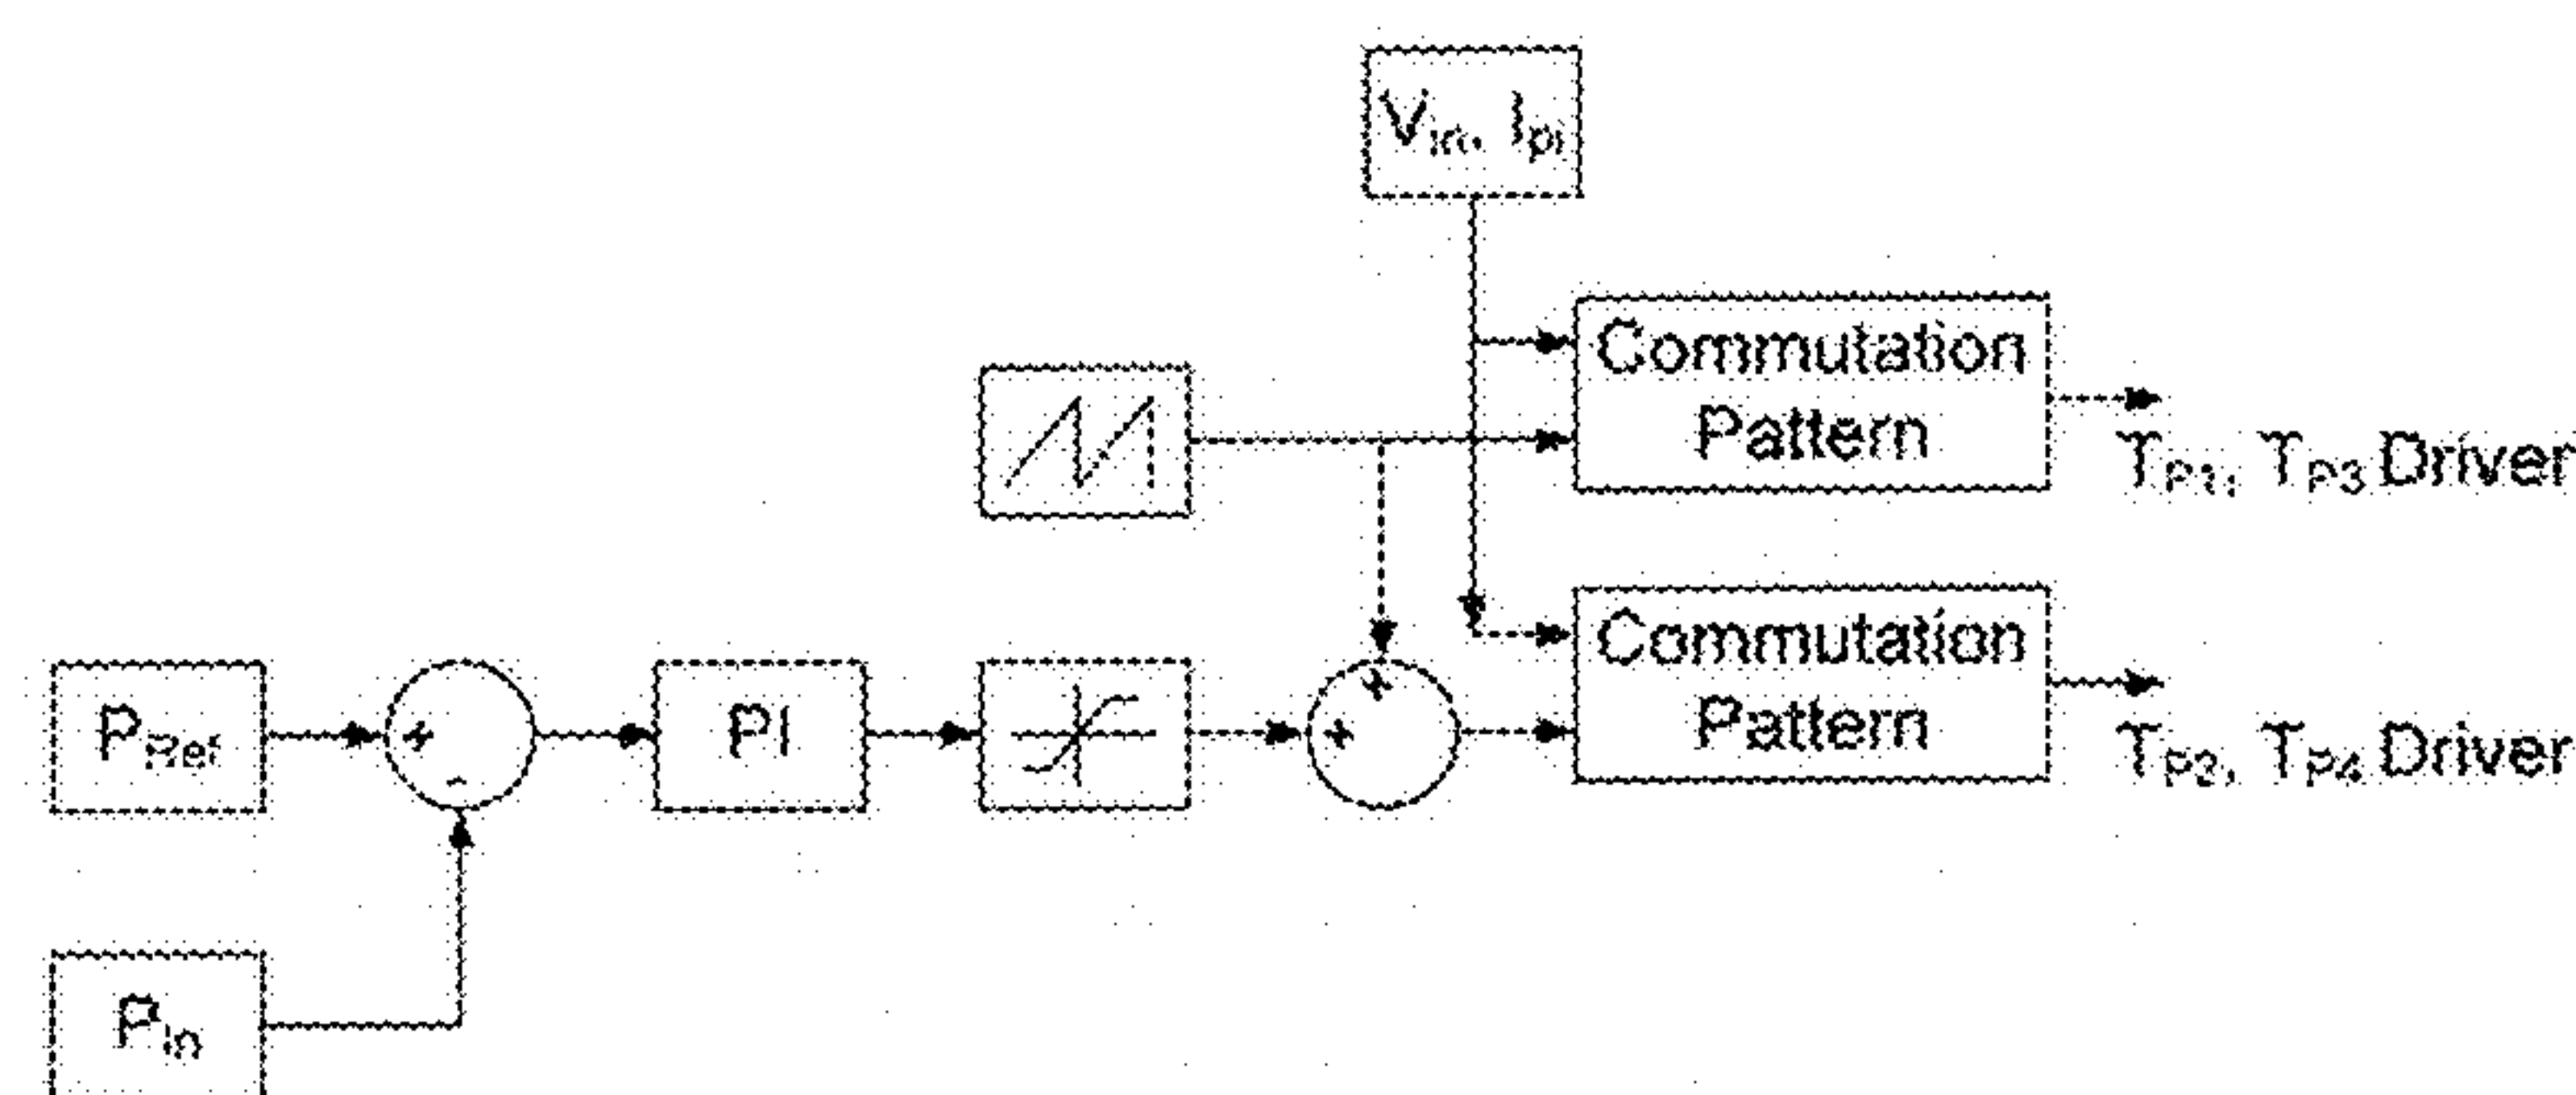 Vin, Ipi
Commutation
Pattern
TP1, TP3 Driver
Commutation
Pattern
TP2, TP4 Driver
PRef
+
-
PI
+
+
Pin